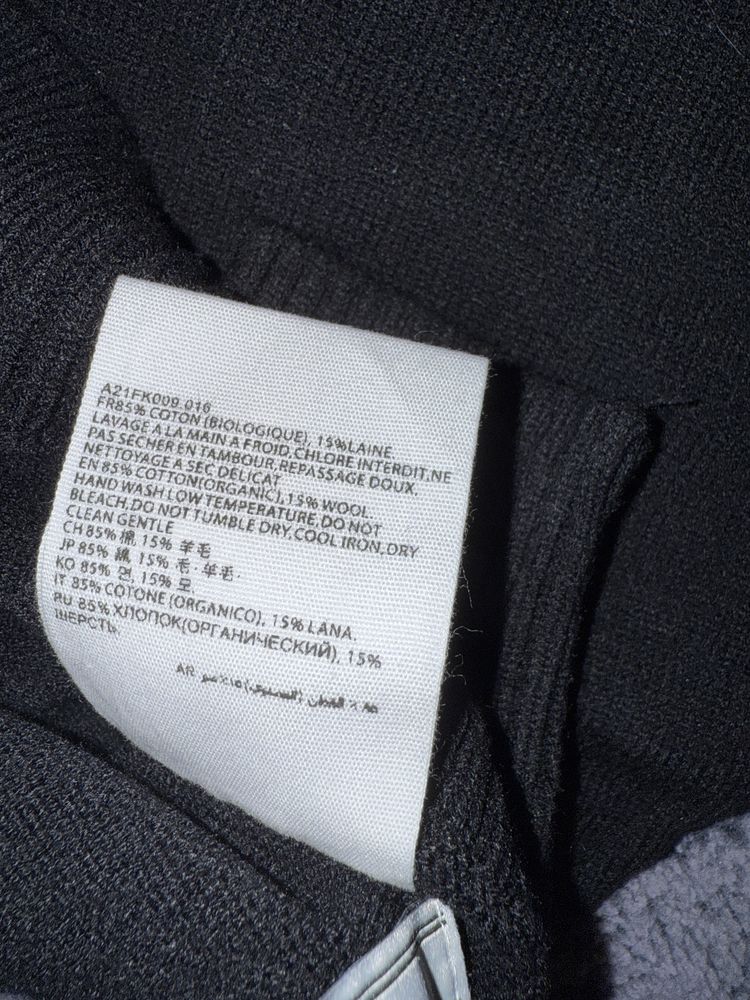 A21FK009 016
FR85% COTON (BIOLOGIQUE), 15%LAINE.
LAVAGE A LA MAIN A FROID, CHLORE INTERDIT, NE
PAS SECHER EN TAMBOUR, REPASSAGE DOUX.
NETTOYAGE A SEC DELICAT
EN 85% COTTON(ORGANIC), 15% WOOL
HAND WASH LOW TEMPERATURE, DO NOT
BLEACH, DO NOT TUMBLE DRY, COOL IRON, DRY
CLEAN GENTLE
CH 85% 棉, 15% 羊毛
JP 85% 綿, 15% 毛·羊毛·
KO 85% 면, 15% 모
IT 85% COTONE (ORGANICO), 15% LANA.
RU 85% ХЛОПОК(ОРГАНИЧЕСКИЙ), 15%
ШЕРСТЬ
AR